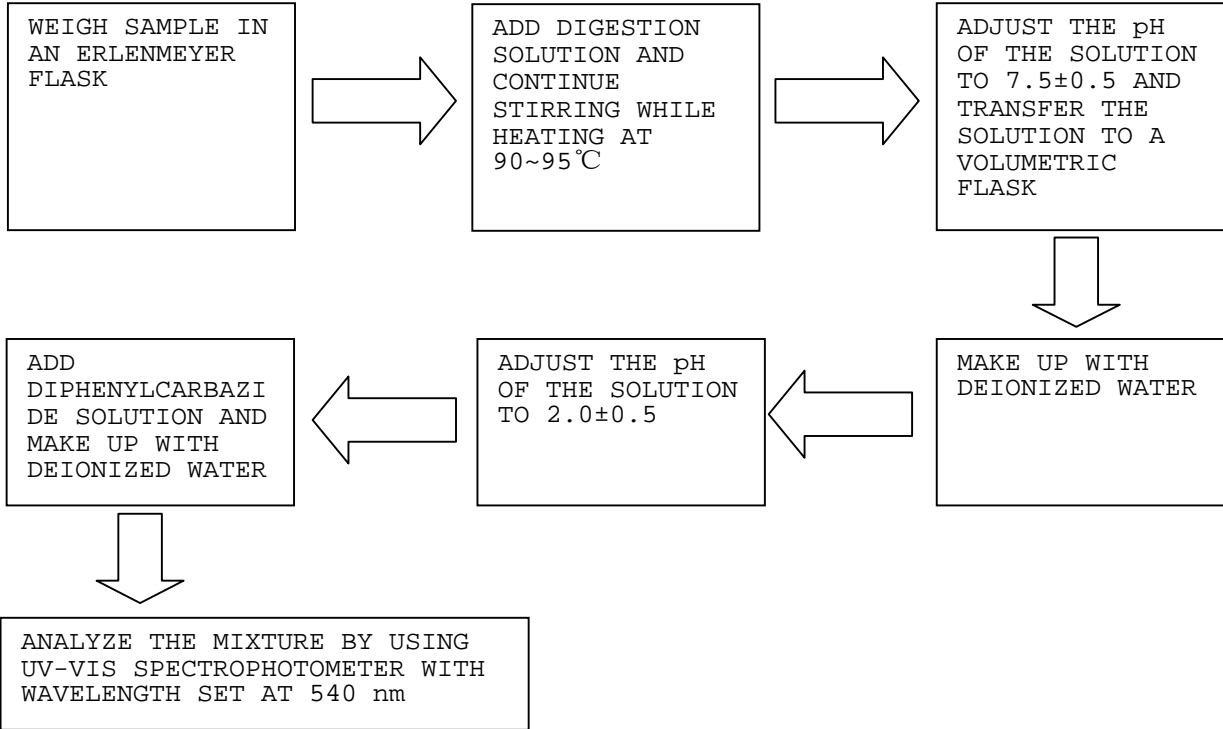 WEIGH SAMPLE IN
AN ERLENMEYER
FLASK
ADD DIGESTION
SOLUTION AND
CONTINUE
STIRRING WHILE
HEATING AT
90~95℃
ADJUST THE pH
OF THE SOLUTION
TO 7.5±0.5 AND
TRANSFER THE
SOLUTION TO A
VOLUMETRIC
FLASK
MAKE UP WITH
DEIONIZED WATER
ADJUST THE pH
OF THE SOLUTION
TO 2.0±0.5
ADD
DIPHENYLCARBAZI
DE SOLUTION AND
MAKE UP WITH
DEIONIZED WATER
ANALYZE THE MIXTURE BY USING
UV-VIS SPECTROPHOTOMETER WITH
WAVELENGTH SET AT 540 nm